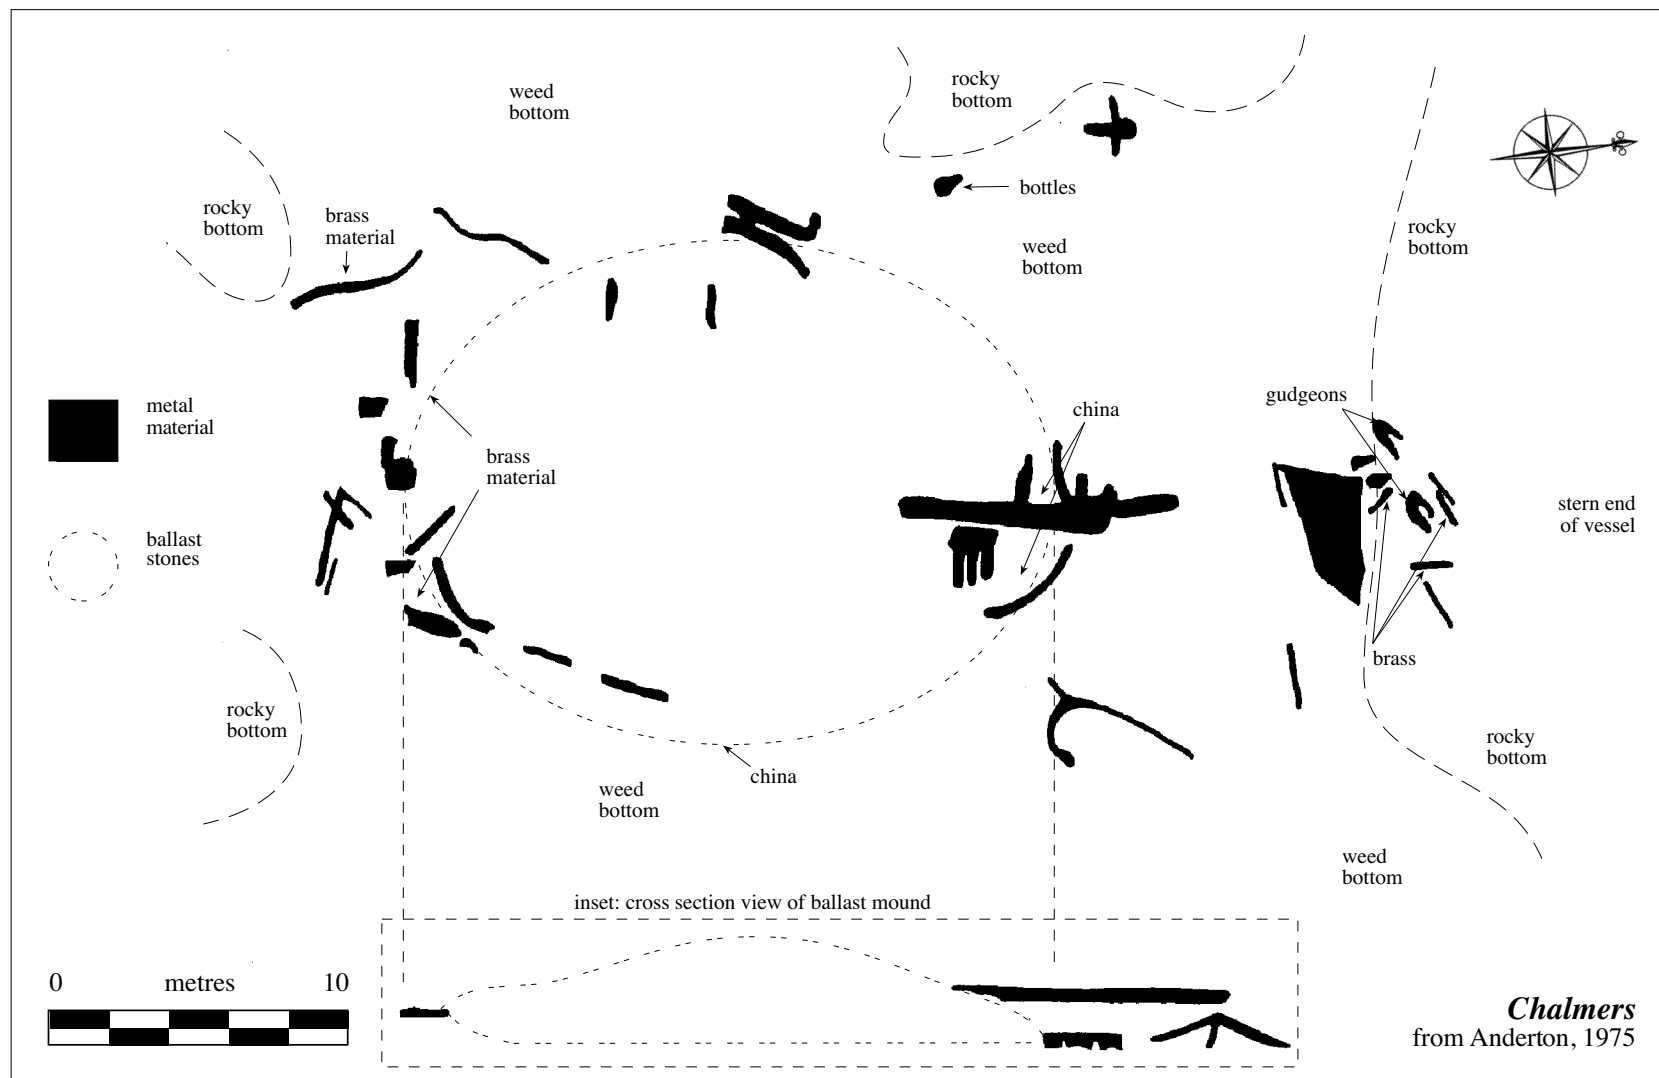 weed
bottom
rocky
bottom
bottles
rocky
bottom
brass
material
weed
bottom
rocky
bottom
metal
material
gudgeons
china
brass
material
stern end
of vessel
ballast
stones
brass
rocky
bottom
rocky
bottom
china
weed
bottom
weed
bottom
inset: cross section view of ballast mound
0 metres 10
Chalmers
from Anderton, 1975